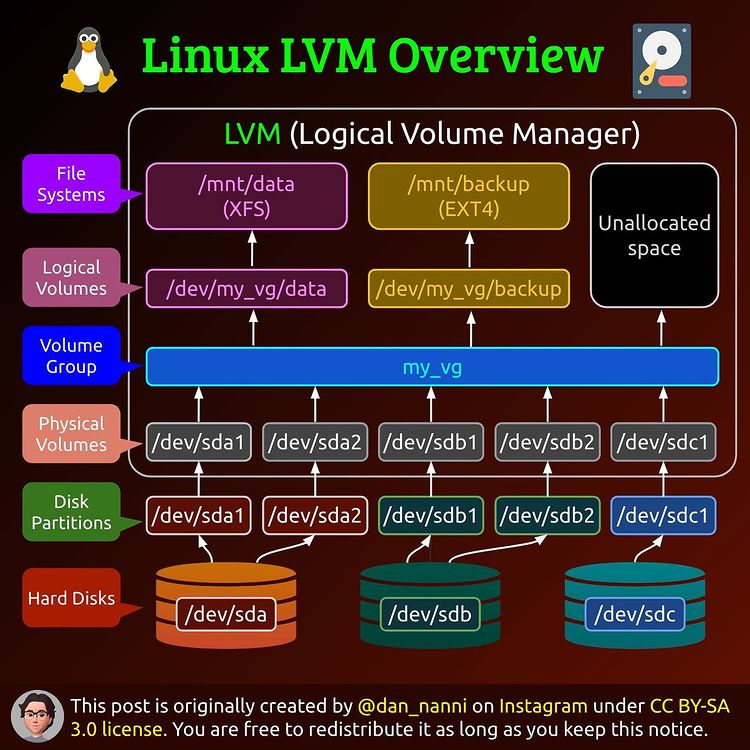 Linux LVM Overview
LVM (Logical Volume Manager)
File
Systems
/mnt/data
(XFS)
/mnt/backup
(EXT4)
Unallocated
space
Logical
Volumes
/dev/my_vg/data
/dev/my_vg/backup
Volume
Group
my_vg
Physical
Volumes
/dev/sda1
/dev/sda2
/dev/sdb1
/dev/sdb2
/dev/sdc1
Disk
Partitions
/dev/sda1
/dev/sda2
/dev/sdb1
/dev/sdb2
/dev/sdc1
Hard Disks
/dev/sda
/dev/sdb
/dev/sdc
This post is originally created by @dan_nanni on Instagram under CC BY-SA
3.0 license. You are free to redistribute it as long as you keep this notice.